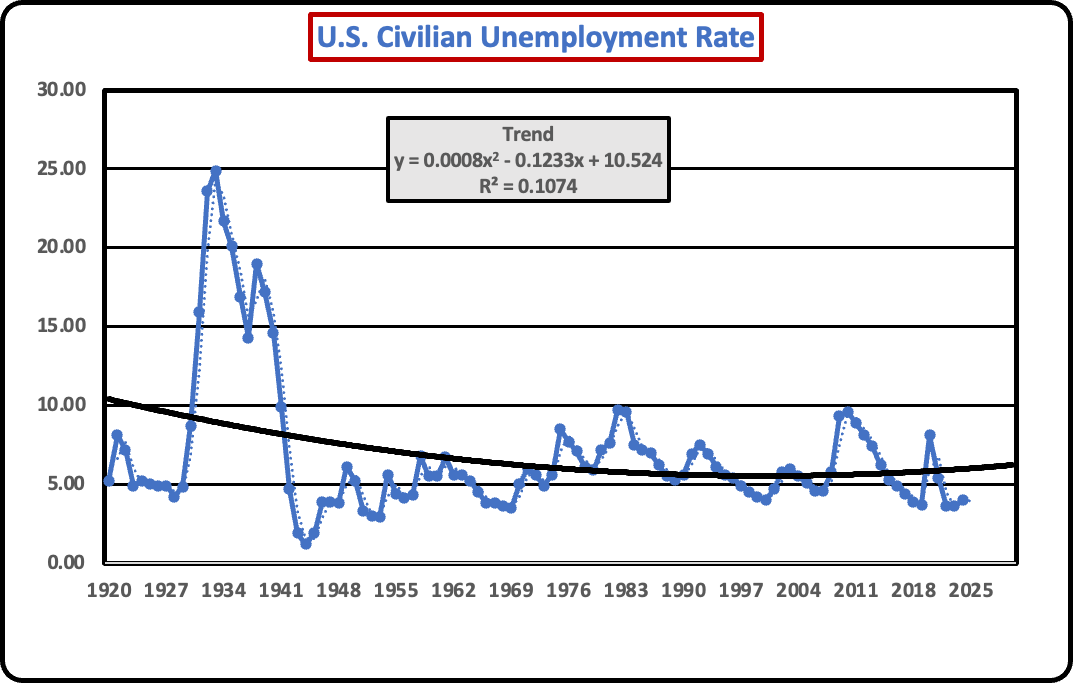 U.S. Civilian Unemployment Rate
30.00
25.00
20.00
15.00
10.00
5.00
0.00
Trend
y = 0.0008x² - 0.1233x + 10.524
R² = 0.1074
1920 1927 1934 1941 1948 1955 1962 1969 1976 1983 1990 1997 2004 2011 2018 2025